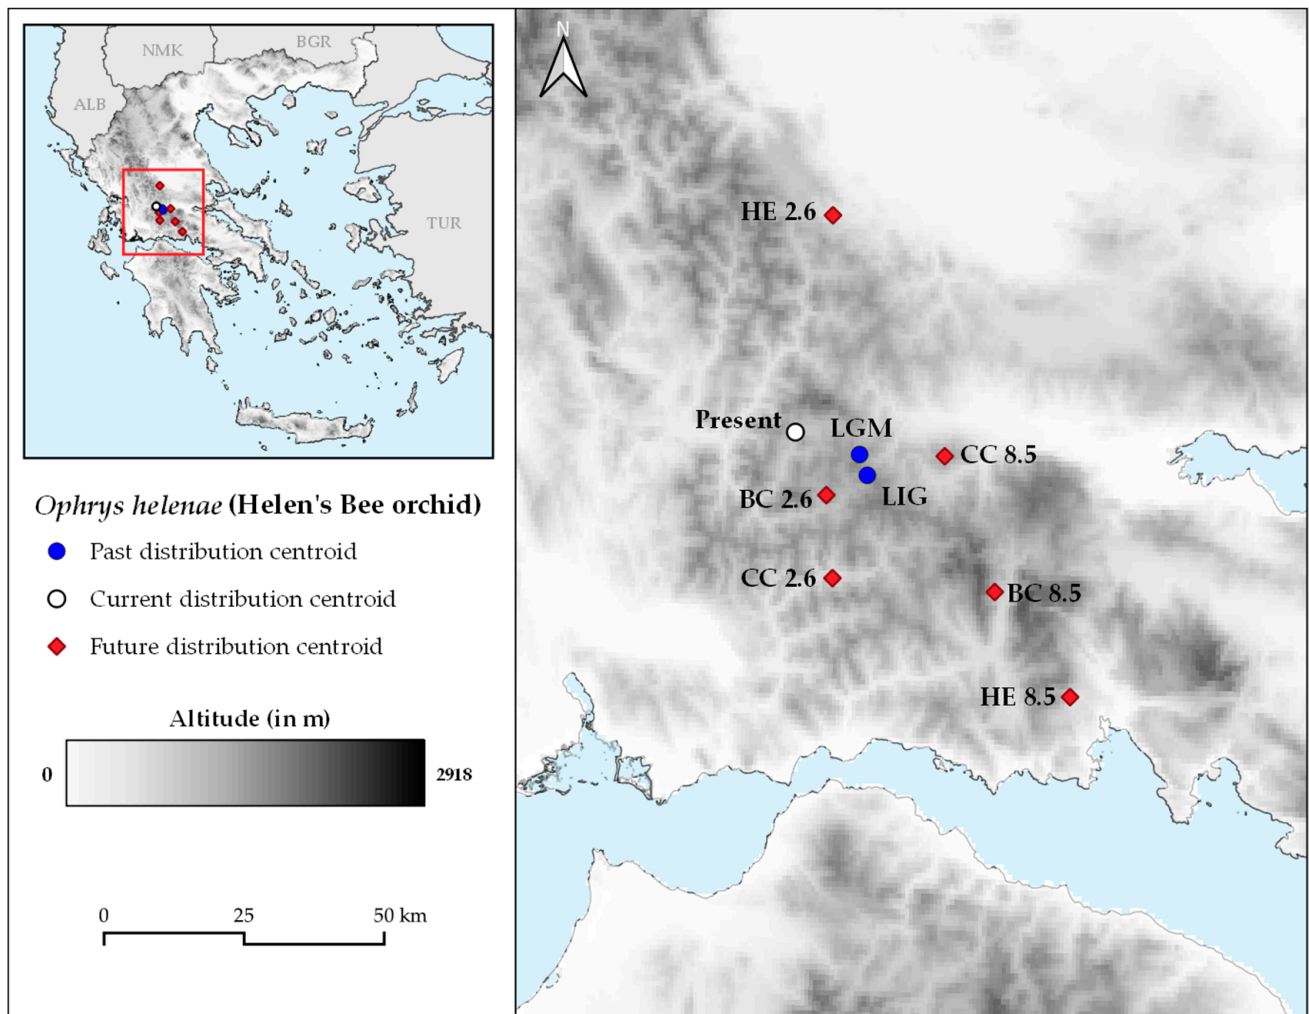 NMK
BGR
ALB
TUR
Ophrys helenae (Helen's Bee orchid)
Past distribution centroid
Current distribution centroid
Future distribution centroid
Altitude (in m)
0
2918
0 25 50 km
N
HE 2.6
Present
LGM
CC 8.5
BC 2.6
LIG
CC 2.6
BC 8.5
HE 8.5